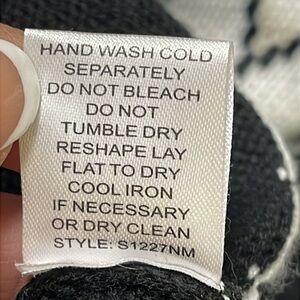 HAND WASH COLD
SEPARATELY
DO NOT BLEACH
DO NOT
TUMBLE DRY
RESHAPE LAY
FLAT TO DRY
COOL IRON
IF NECESSARY
OR DRY CLEAN
STYLE: S1227NM